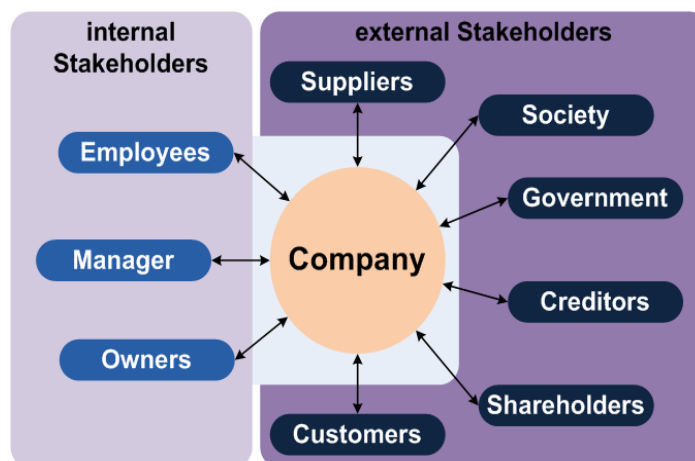 internal
Stakeholders
external Stakeholders
Suppliers
Society
Employees
Government
Manager
Company
Creditors
Owners
Shareholders
Customers